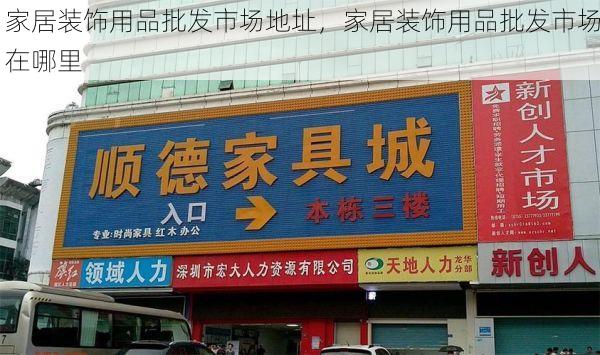 家居装饰用品批发市场地址，家居装饰用品批发市场
在哪里
顺德家具城
入口
本栋三楼
专业:时尚家具 红木 办公
新创人才市场
旗红
领域人力
深圳市宏大人力资源有限公司
天地人力
龙华
分部
新创人